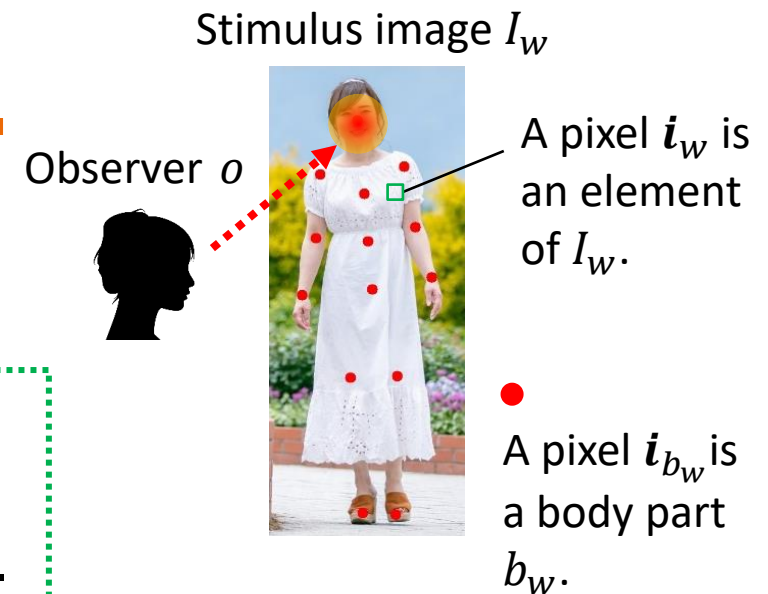 Stimulus image I_w
Observer o
A pixel i_w is
an element
of I_w.
A pixel i_{b_w} is
a body part
b_w.